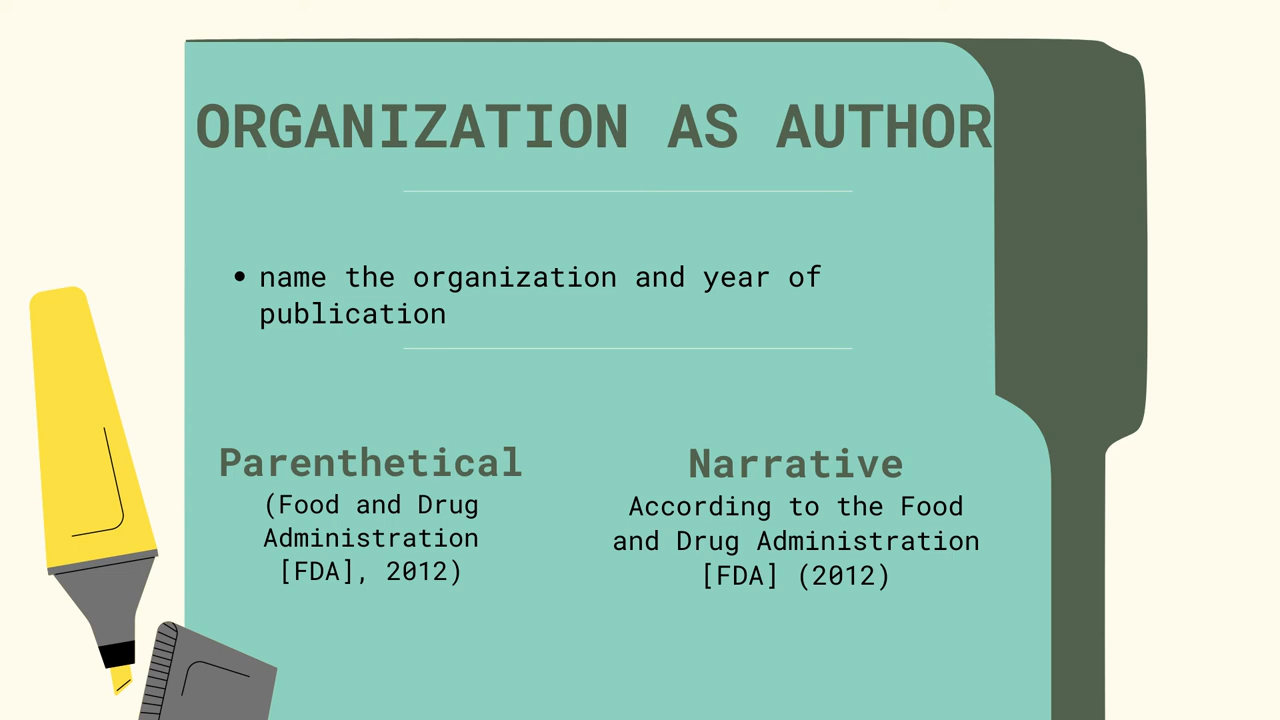 ORGANIZATION AS AUTHOR
• name the organization and year of
publication
Parenthetical
(Food and Drug
Administration
[FDA], 2012)
Narrative
According to the Food
and Drug Administration
[FDA] (2012)